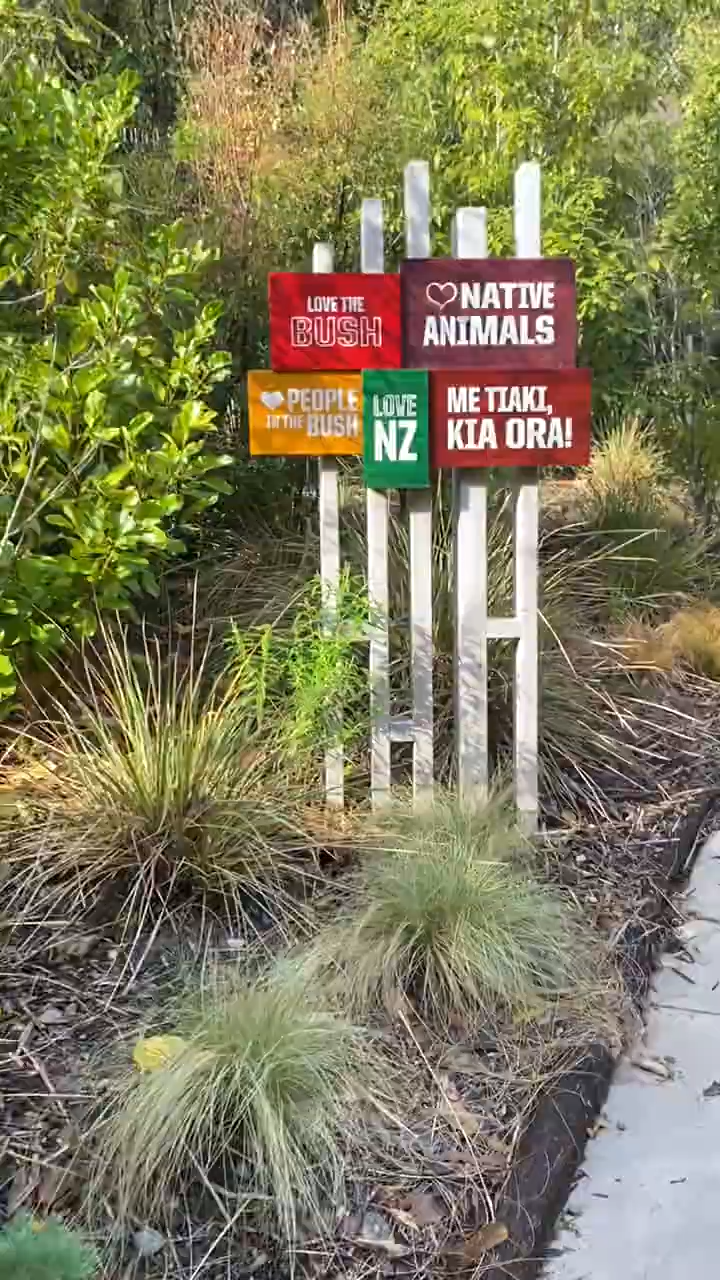 LOVE THE
BUSH
NATIVE
ANIMALS
PEOPLE
IN THE BUSH
LOVE
NZ
ME TIAKI,
KIA ORA!